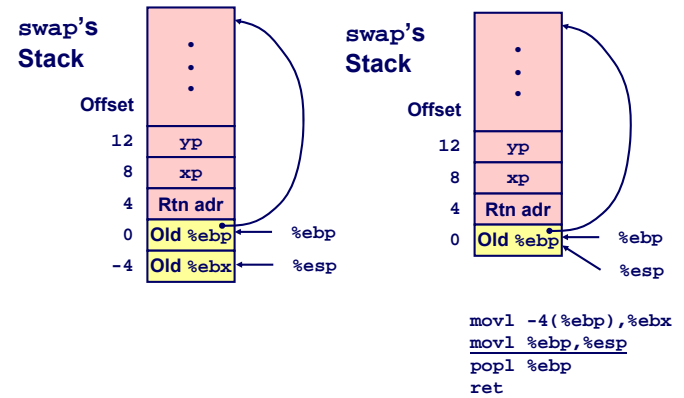 swap's
Stack
Offset
12 yp
8 xp
4 Rtn adr
0 Old %ebp %ebp
-4 Old %ebx %esp
swap's
Stack
Offset
12 yp
8 xp
4 Rtn adr
0 Old %ebp %ebp
%esp
movl -4(%ebp),%ebx
movl %ebp,%esp
popl %ebp
ret